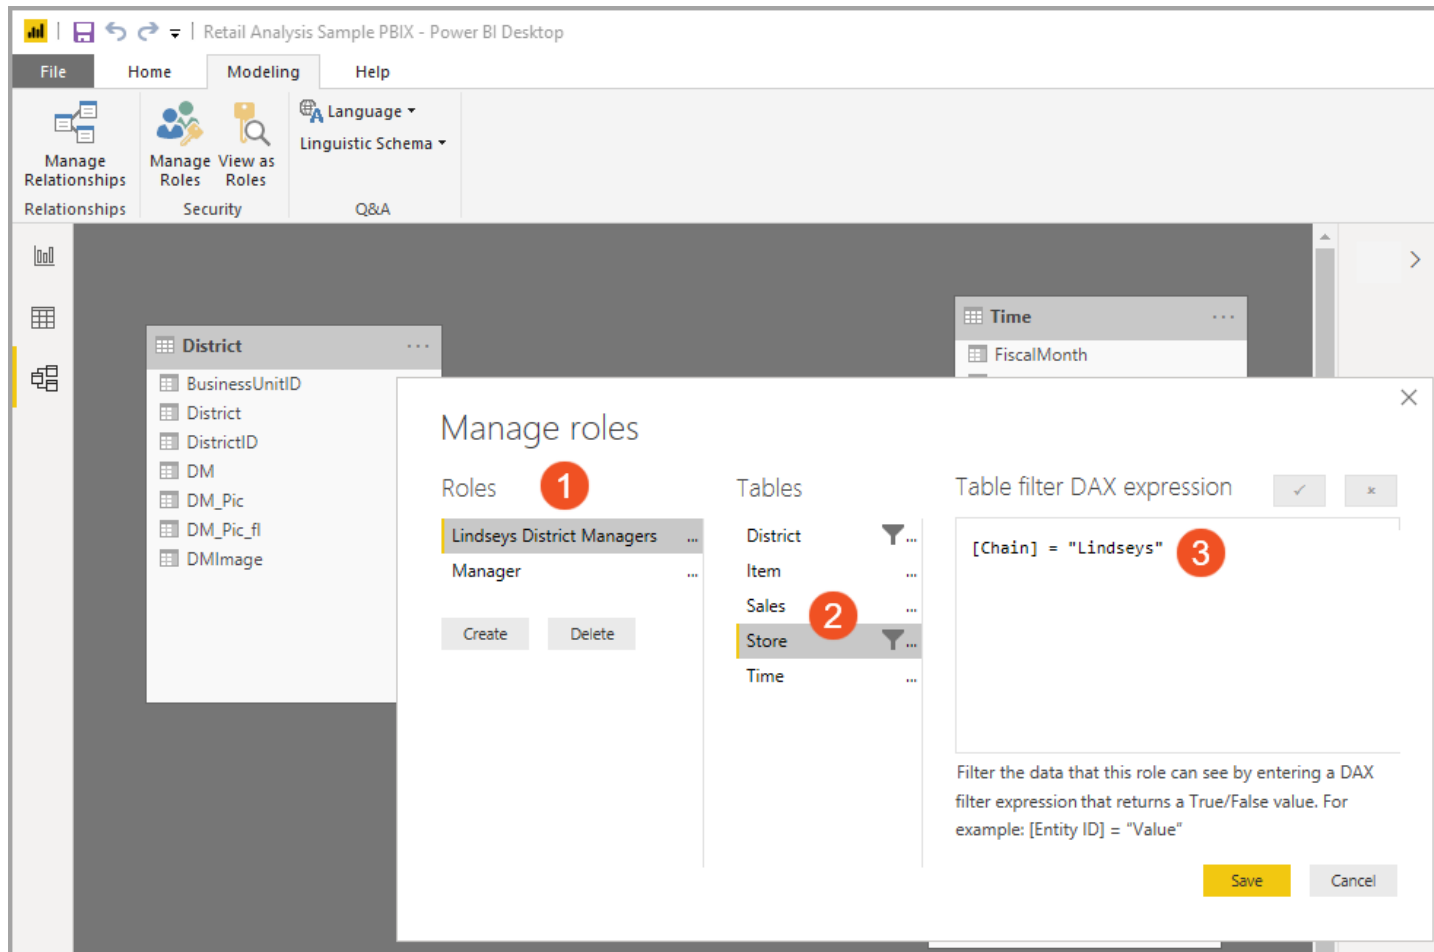 Retail Analysis Sample PBIX - Power BI Desktop
File Home Modeling Help
Manage Relationships
Manage Roles
View as Roles
Language
Linguistic Schema
Relationships Security Q&A
District ...
BusinessUnitID
District
DistrictID
DM
DM_Pic
DM_Pic_fl
DMImage
Time ...
FiscalMonth
Manage roles
Roles 1
Lindseys District Managers ...
Manager ...
Create Delete
Tables
District ...
Item ...
Sales ...
2
Store ...
Time ...
Table filter DAX expression
[Chain] = "Lindseys" 3
Filter the data that this role can see by entering a DAX
filter expression that returns a True/False value. For
example: [Entity ID] = “Value”
Save Cancel